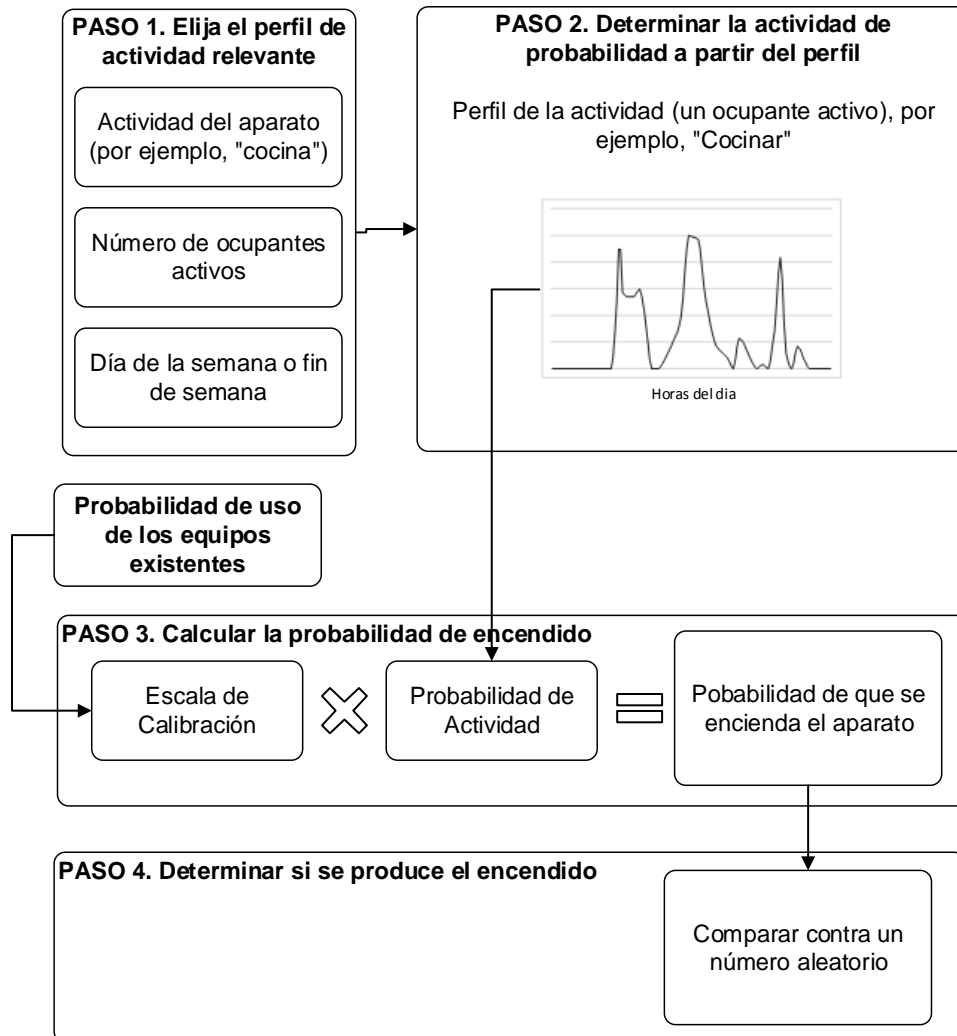 PASO 1. Elija el perfil de
actividad relevante
Actividad del aparato
(por ejemplo, "cocina")
Número de ocupantes
activos
Día de la semana o fin
de semana
PASO 2. Determinar la actividad de
probabilidad a partir del perfil
Perfil de la actividad (un ocupante activo), por
ejemplo, "Cocinar"
Horas del dia
Probabilidad de uso
de los equipos
existentes
PASO 3. Calcular la probabilidad de encendido
Escala de
Calibración
Probabilidad de
Actividad
Pobabilidad de que se
encienda el aparato
PASO 4. Determinar si se produce el encendido
Comparar contra un
número aleatorio